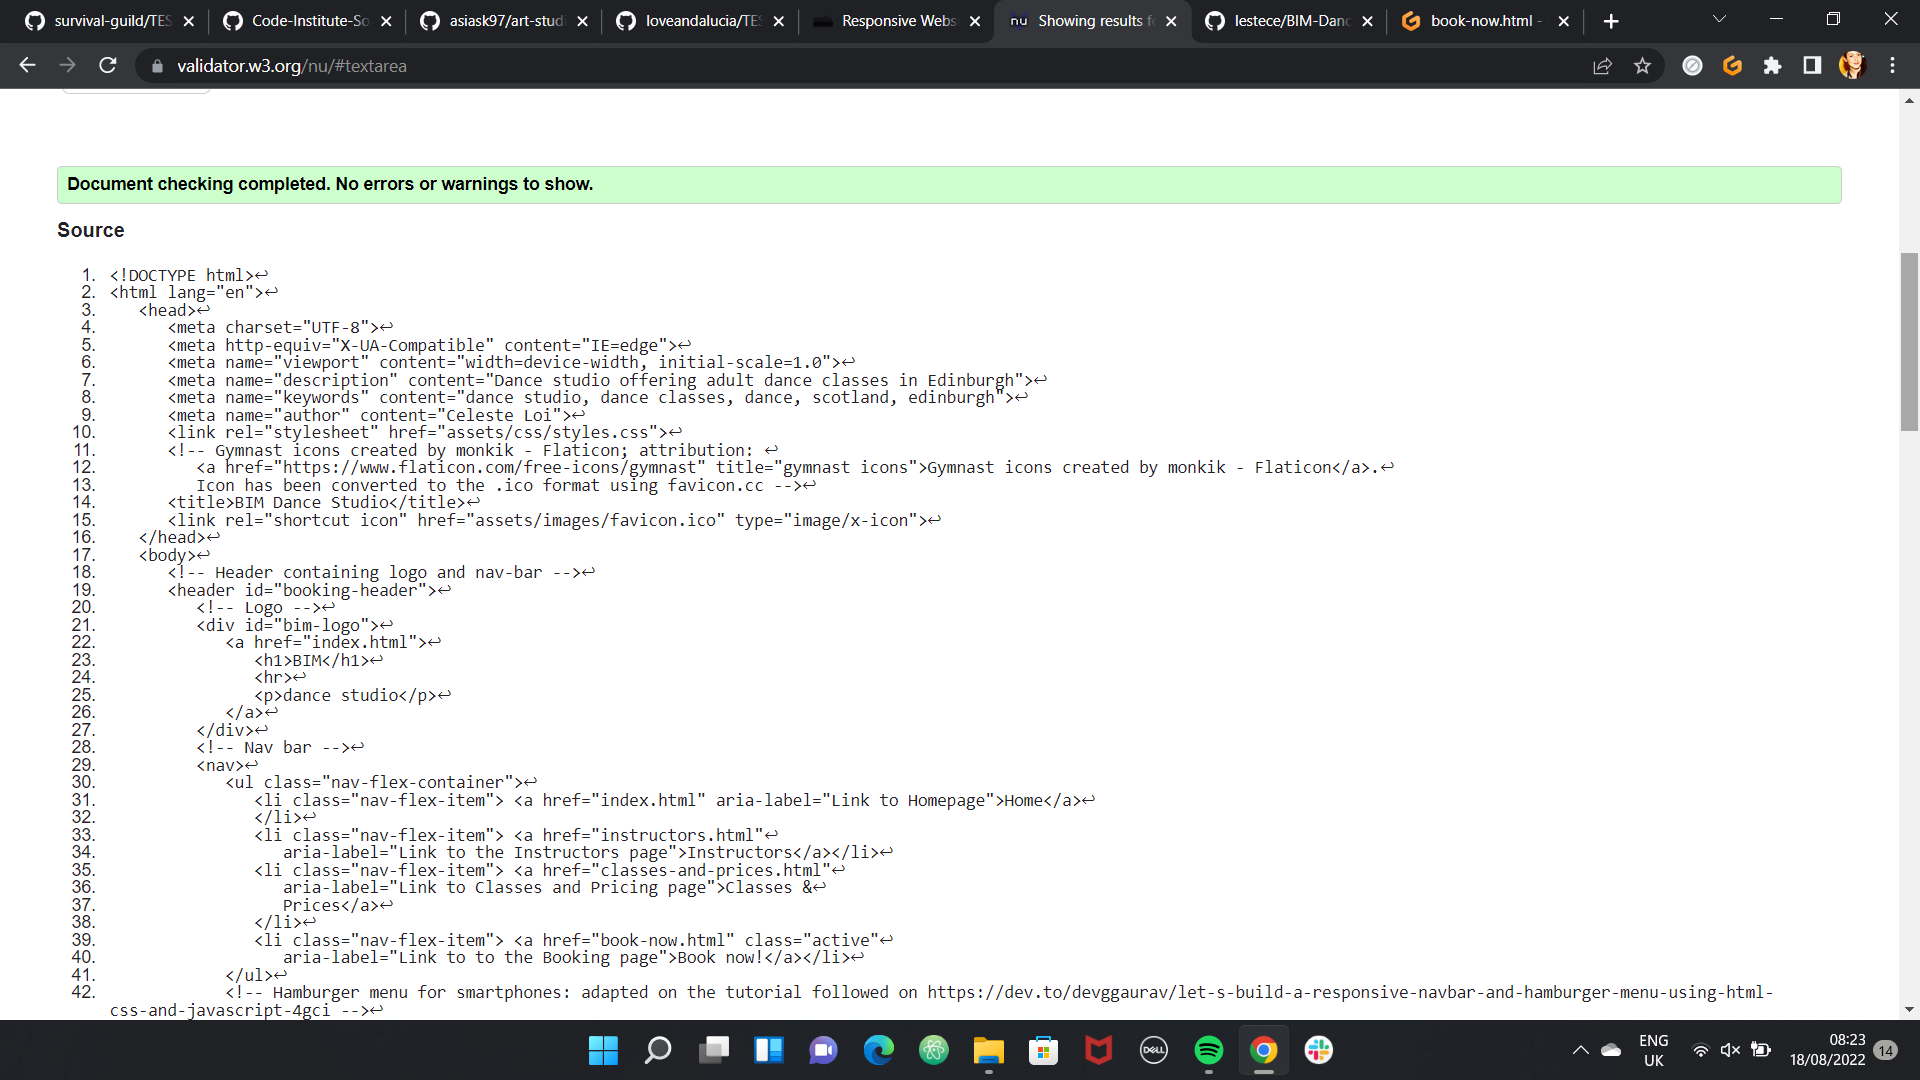 survival-guild/TES
Code-Institute-So
asiask97/art-studi
loveandalucia/TES
Responsive Webs
nu Showing results f
lestece/BIM-Danc
book-now.html -
validator.w3.org/nu/#textarea
Document checking completed. No errors or warnings to show.
Source
1. <!DOCTYPE html>↩
2. <html lang="en">↩
3. <head>↩
4. <meta charset="UTF-8">↩
5. <meta http-equiv="X-UA-Compatible" content="IE=edge">↩
6. <meta name="viewport" content="width=device-width, initial-scale=1.0">↩
7. <meta name="description" content="Dance studio offering adult dance classes in Edinburgh">↩
8. <meta name="keywords" content="dance studio, dance classes, dance, scotland, edinburgh">↩
9. <meta name="author" content="Celeste Loi">↩
10. <link rel="stylesheet" href="assets/css/styles.css">↩
11. <!-- Gymnast icons created by monkik - Flaticon; attribution: ↩
12. <a href="https://www.flaticon.com/free-icons/gymnast" title="gymnast icons">Gymnast icons created by monkik - Flaticon</a>.↩
13. Icon has been converted to the .ico format using favicon.cc -->↩
14. <title>BIM Dance Studio</title>↩
15. <link rel="shortcut icon" href="assets/images/favicon.ico" type="image/x-icon">↩
16. </head>↩
17. <body>↩
18. <!-- Header containing logo and nav-bar -->↩
19. <header id="booking-header">↩
20. <!-- Logo -->↩
21. <div id="bim-logo">↩
22. <a href="index.html">↩
23. <h1>BIM</h1>↩
24. <hr>↩
25. <p>dance studio</p>↩
26. </a>↩
27. </div>↩
28. <!-- Nav bar -->↩
29. <nav>↩
30. <ul class="nav-flex-container">↩
31. <li class="nav-flex-item"> <a href="index.html" aria-label="Link to Homepage">Home</a>↩
32. </li>↩
33. <li class="nav-flex-item"> <a href="instructors.html"↩
34. aria-label="Link to the Instructors page">Instructors</a></li>↩
35. <li class="nav-flex-item"> <a href="classes-and-prices.html"↩
36. aria-label="Link to Classes and Pricing page">Classes &↩
37. Prices</a>↩
38. </li>↩
39. <li class="nav-flex-item"> <a href="book-now.html" class="active"↩
40. aria-label="Link to to the Booking page">Book now!</a></li>↩
41. </ul>↩
42. <!-- Hamburger menu for smartphones: adapted on the tutorial followed on https://dev.to/devggaurav/let-s-build-a-responsive-navbar-and-hamburger-menu-using-html-
css-and-javascript-4gci -->↩
DELL
ENG
UK
08:23
18/08/2022
14